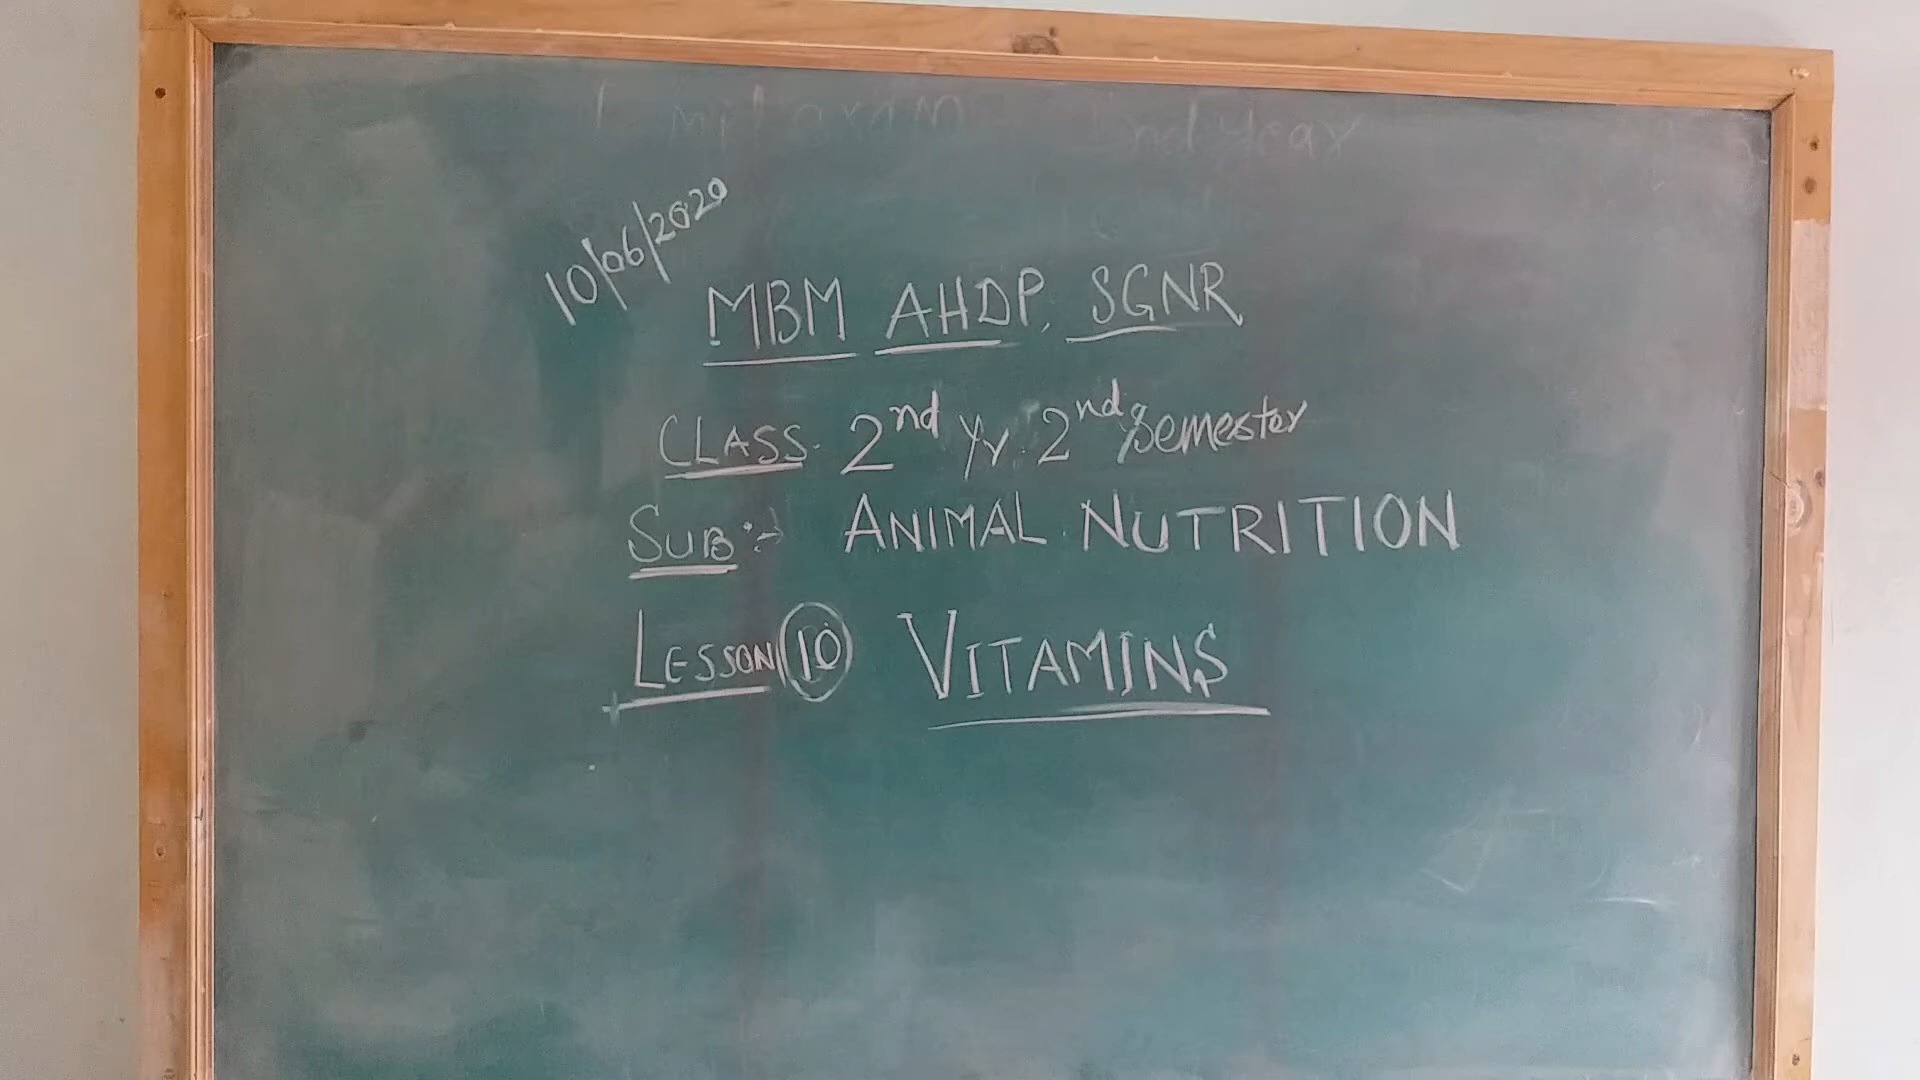 10/06/2020
MBM AHDP, SGNR
CLASS. 2nd Yr. 2nd Semester
SUB :- ANIMAL NUTRITION
LESSON 10 VITAMINS